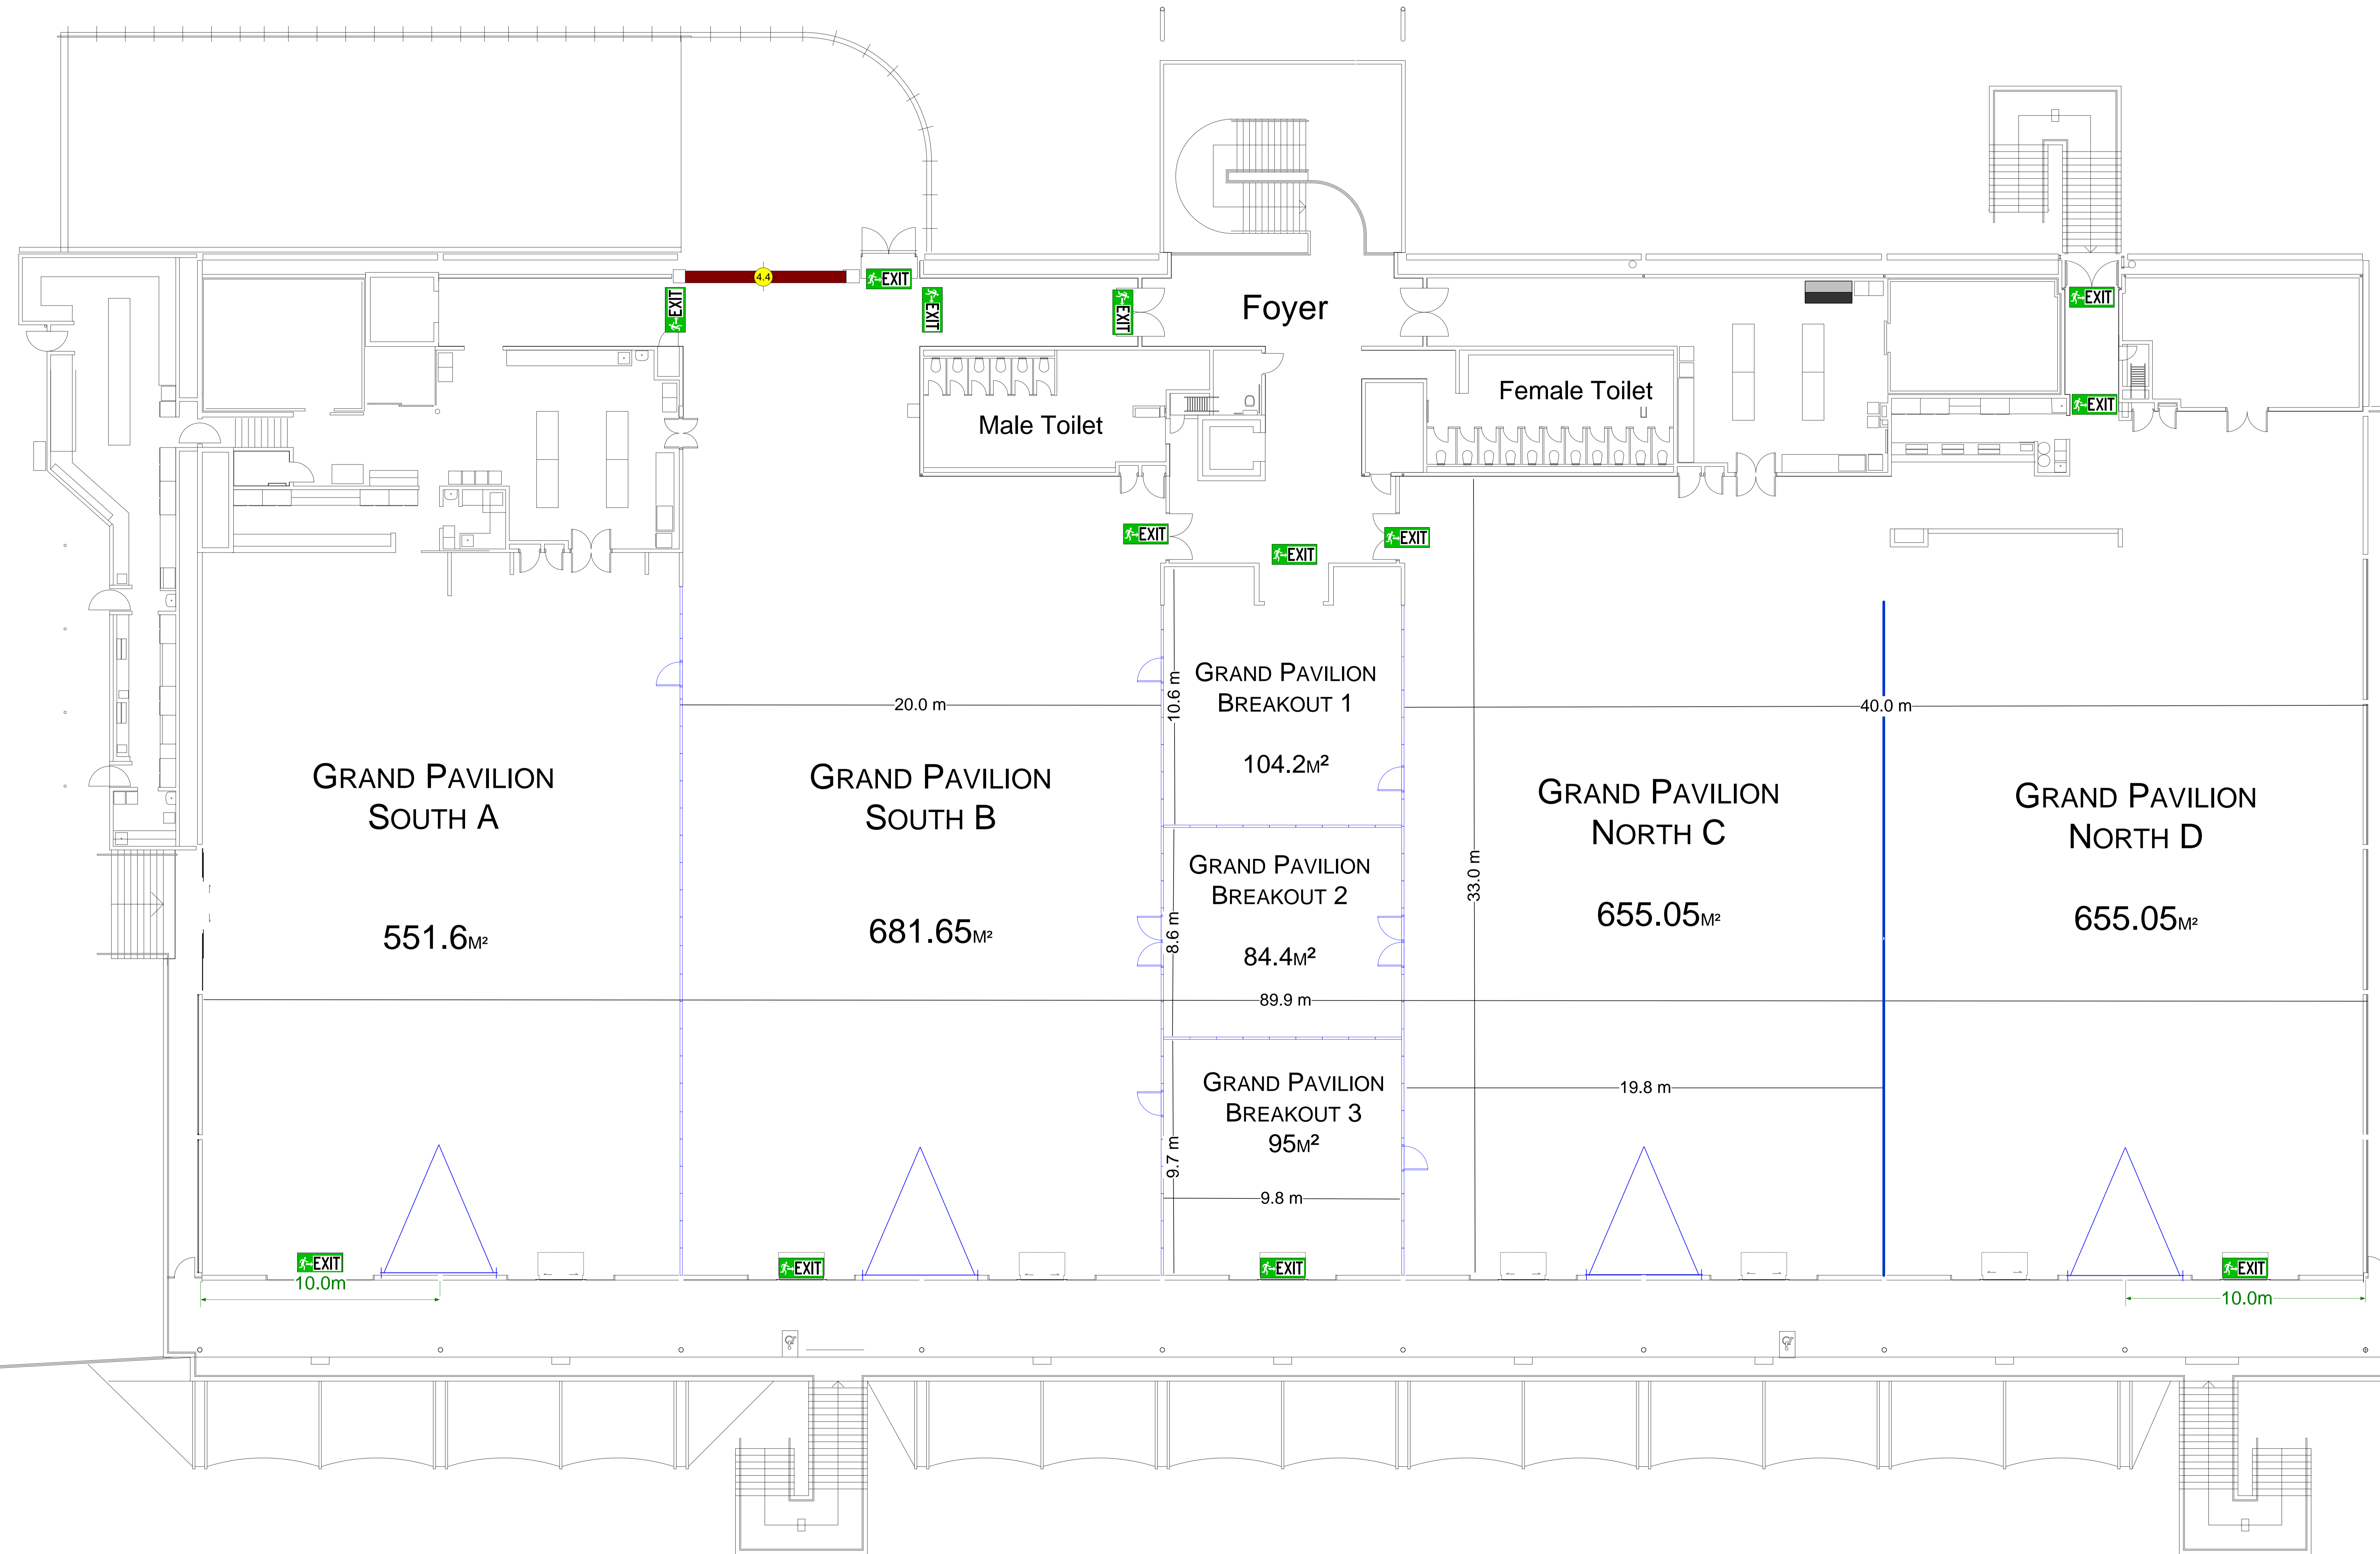 4.4
EXIT
EXIT
EXIT
EXIT
EXIT
Foyer
Male Toilet
Female Toilet
EXIT
EXIT
EXIT
EXIT
20.0 m
10.6 m
GRAND PAVILION
BREAKOUT 1
104.2M²
40.0 m
GRAND PAVILION
SOUTH A
551.6M²
GRAND PAVILION
SOUTH B
681.65M²
GRAND PAVILION
BREAKOUT 2
84.4M²
8.6 m
33.0 m
GRAND PAVILION
NORTH C
655.05M²
GRAND PAVILION
NORTH D
655.05M²
89.9 m
GRAND PAVILION
BREAKOUT 3
95M²
9.7 m
9.8 m
19.8 m
EXIT
10.0m
EXIT
EXIT
EXIT
10.0m